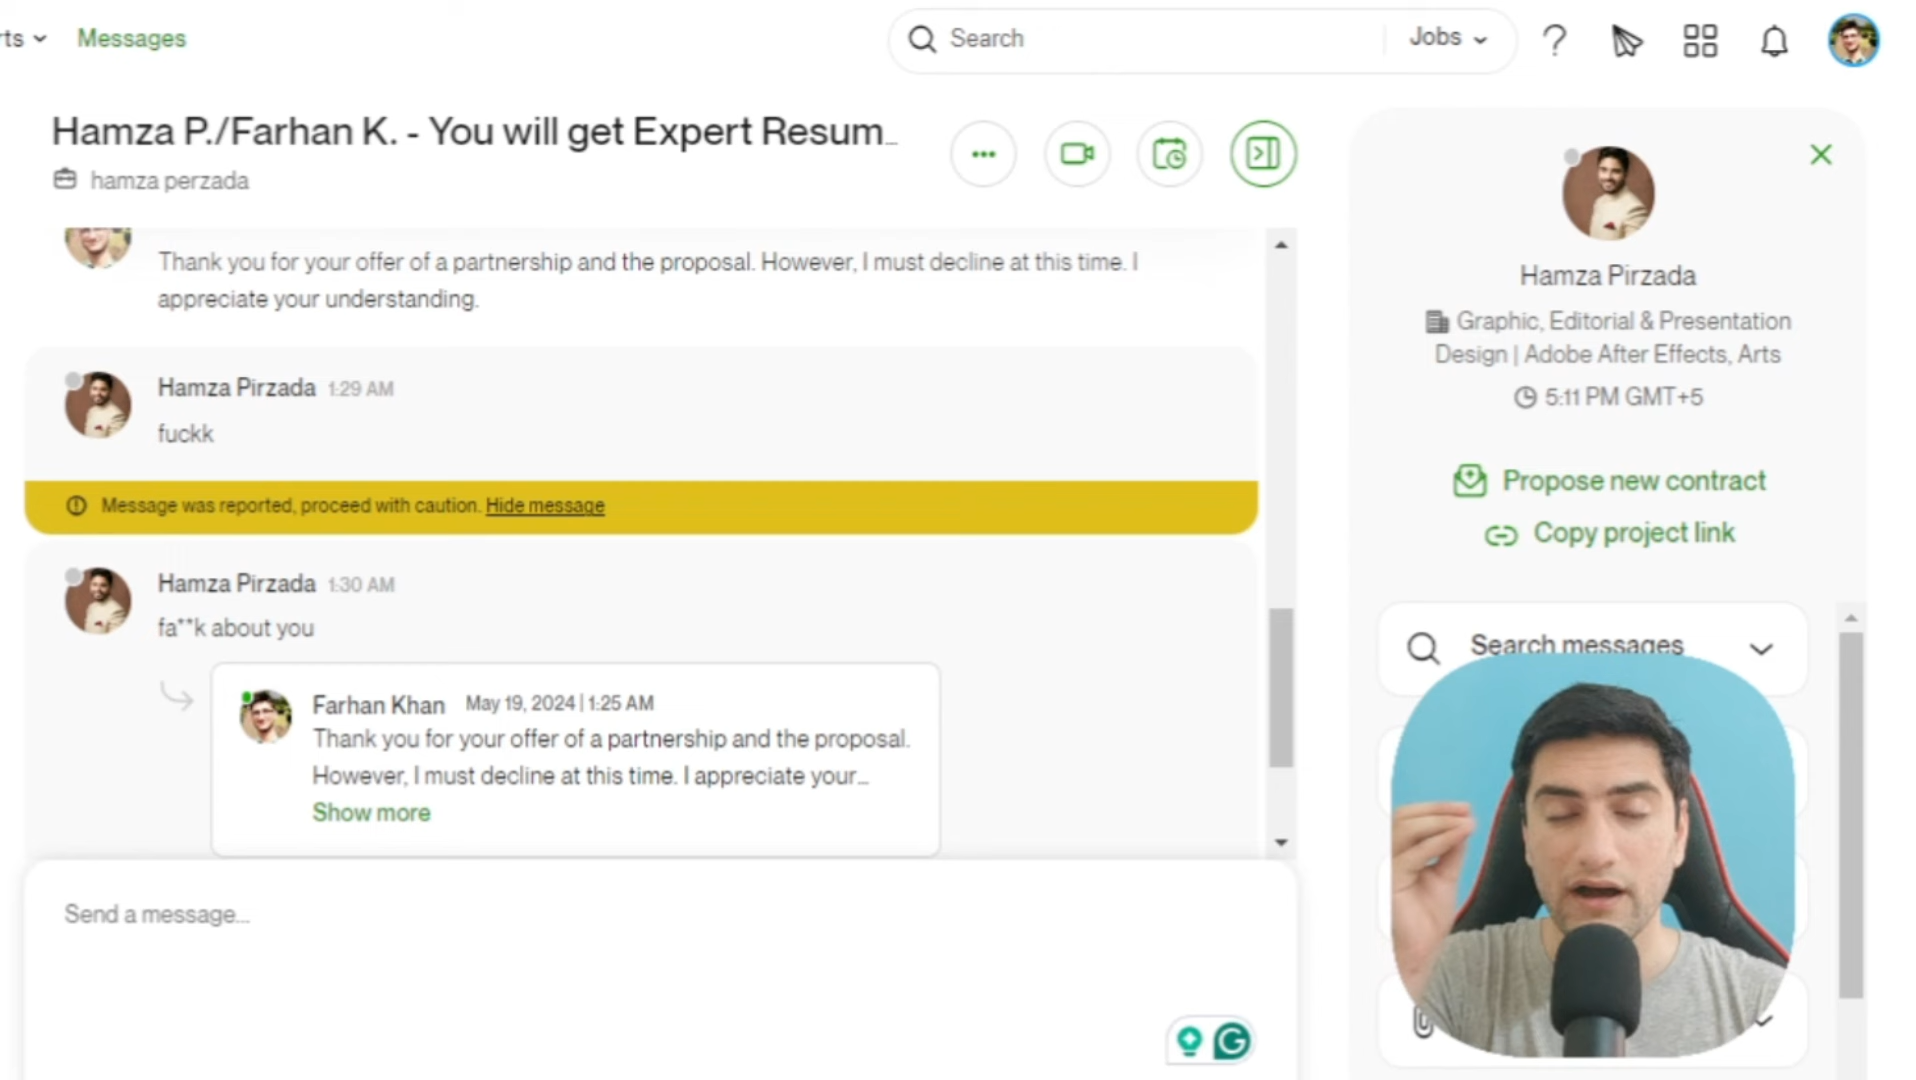 rts
Messages
Search
Jobs
Hamza P./Farhan K. - You will get Expert Resum...
hamza perzada
Thank you for your offer of a partnership and the proposal. However, I must decline at this time. I
appreciate your understanding.
Hamza Pirzada 1:29 AM
fuckk
Message was reported, proceed with caution. Hide message
Hamza Pirzada 1:30 AM
fa**k about you
Farhan Khan May 19, 2024 | 1:25 AM
Thank you for your offer of a partnership and the proposal.
However, I must decline at this time. I appreciate your...
Show more
Send a message...
Hamza Pirzada
Graphic, Editorial & Presentation
Design | Adobe After Effects, Arts
5:11 PM GMT+5
Propose new contract
Copy project link
Search messages